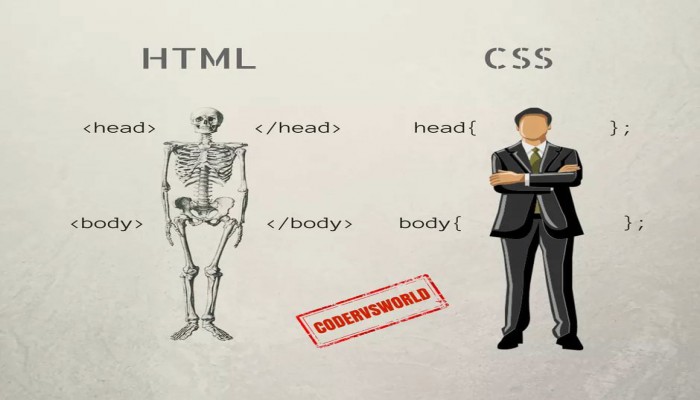 HTML
CSS
<head> </head>
head{ };
<body> </body>
body{ };
CODERVSWORLD